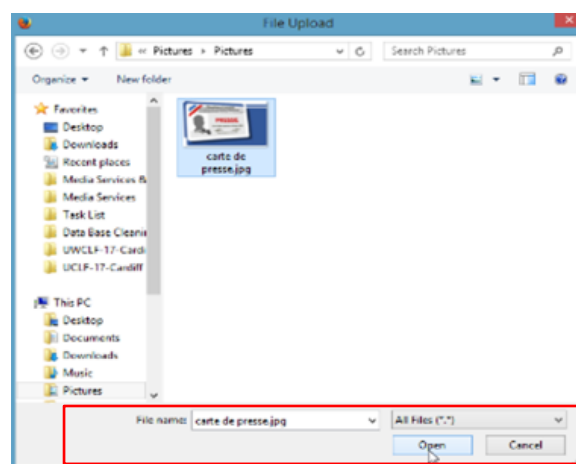 File Upload
« Pictures › Pictures
Search Pictures
Organize
New folder
Favorites
Desktop
Downloads
Recent places
Media Services &
Media Services
Task List
Data Base Cleanin
UWCLF-17-Cardi
UCLF-17-Cardiff
This PC
Desktop
Documents
Downloads
Music
Pictures
PRESSE
carte de
presse.jpg
File name: carte de presse.jpg
All Files (*.*)
Open
Cancel